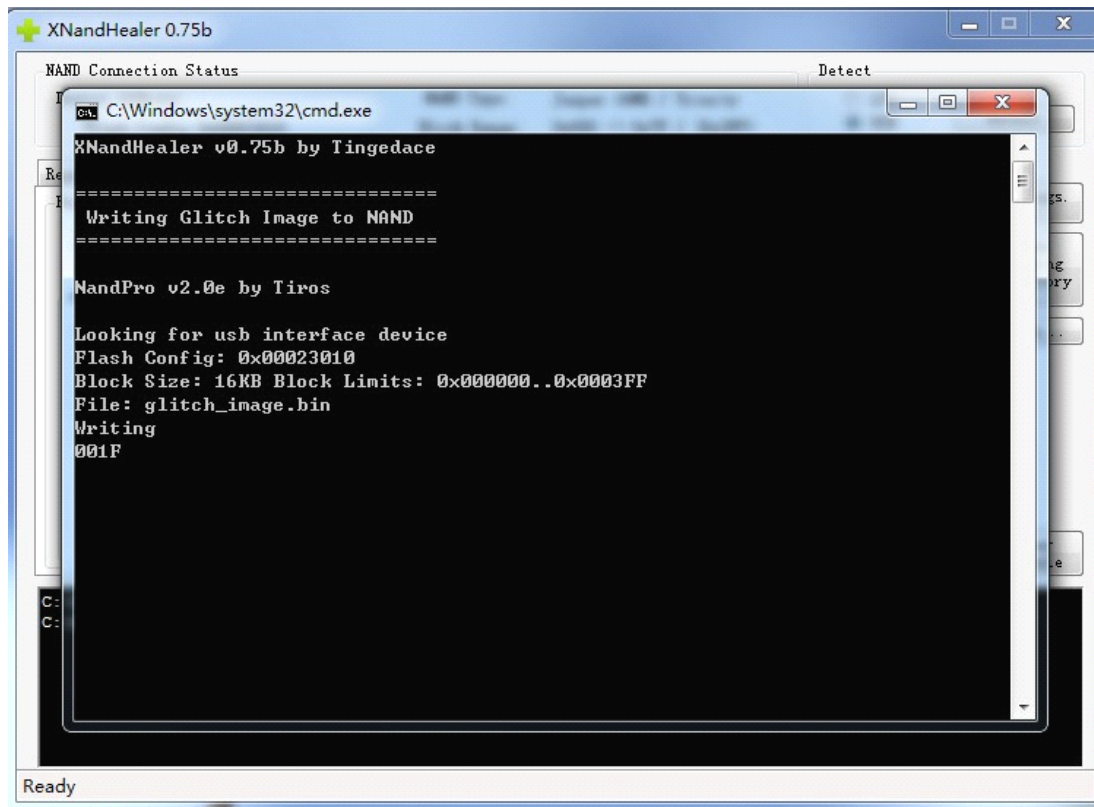 XNandHealer 0.75b
NAND Connection Status
Detect
C:\Windows\system32\cmd.exe
XNandHealer v0.75b by Tingedace
===============================
Writing Glitch Image to NAND
===============================
NandPro v2.0e by Tiros
Looking for usb interface device
Flash Config: 0x00023010
Block Size: 16KB Block Limits: 0x000000..0x0003FF
File: glitch_image.bin
Writing
001F
C:
C:
Ready